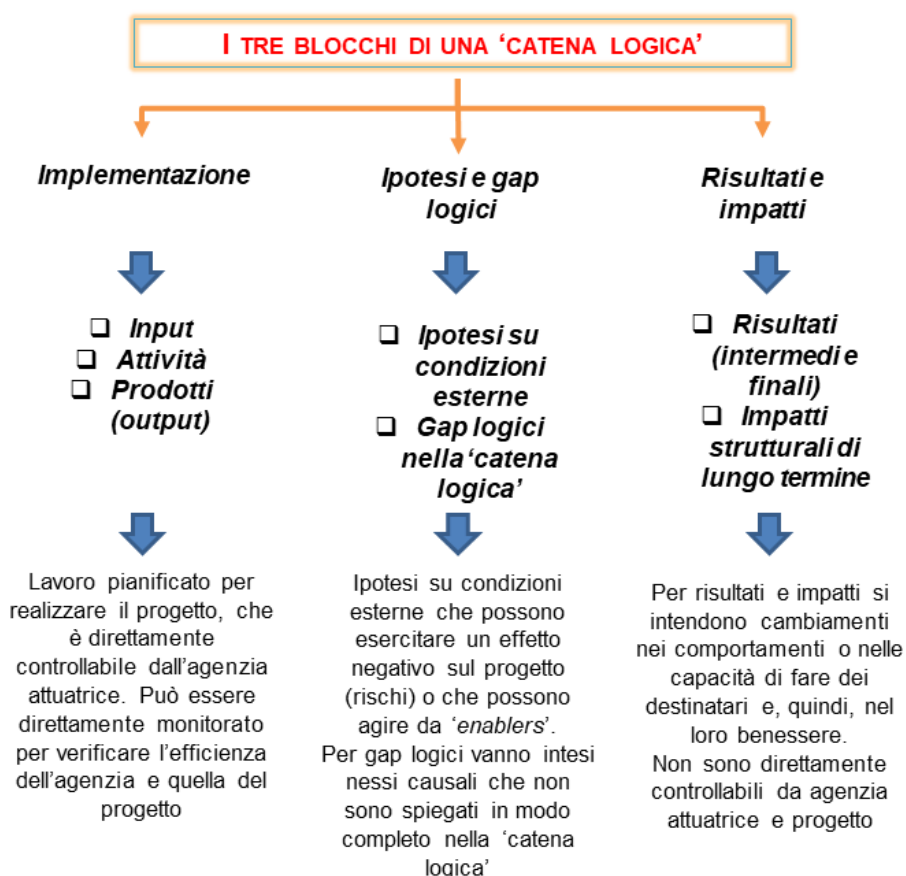 I TRE BLOCCHI DI UNA ‘CATENA LOGICA’
Implementazione
❑ Input
❑ Attività
❑ Prodotti
(output)
Lavoro pianificato per
realizzare il progetto, che
è direttamente
controllabile dall’agenzia
attuatrice. Può essere
direttamente monitorato
per verificare l’efficienza
dell’agenzia e quella del
progetto
Ipotesi e gap
logici
❑ Ipotesi su
condizioni
esterne
❑ Gap logici
nella ‘catena
logica’
Ipotesi su condizioni
esterne che possono
esercitare un effetto
negativo sul progetto
(rischi) o che possono
agire da ‘enablers’.
Per gap logici vanno intesi
nessi causali che non
sono spiegati in modo
completo nella ‘catena
logica’
Risultati e
impatti
❑ Risultati
(intermedi e
finali)
❑ Impatti
strutturali di
lungo termine
Per risultati e impatti si
intendono cambiamenti
nei comportamenti o nelle
capacità di fare dei
destinatari e, quindi, nel
loro benessere.
Non sono direttamente
controllabili da agenzia
attuatrice e progetto